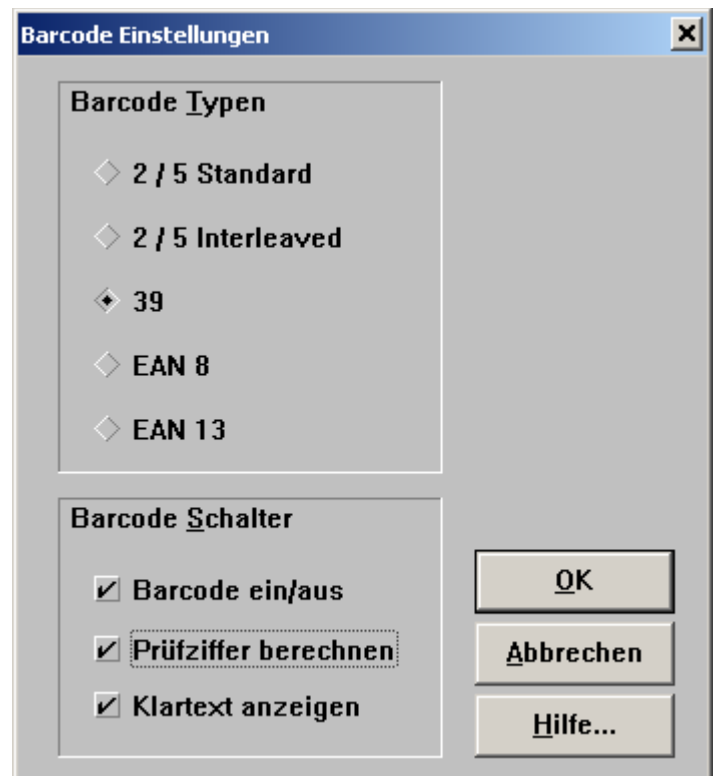 Barcode Einstellungen
Barcode Typen
2 / 5 Standard
2 / 5 Interleaved
39
EAN 8
EAN 13
Barcode Schalter
Barcode ein/aus
Prüfziffer berechnen
Klartext anzeigen
OK
Abbrechen
Hilfe...